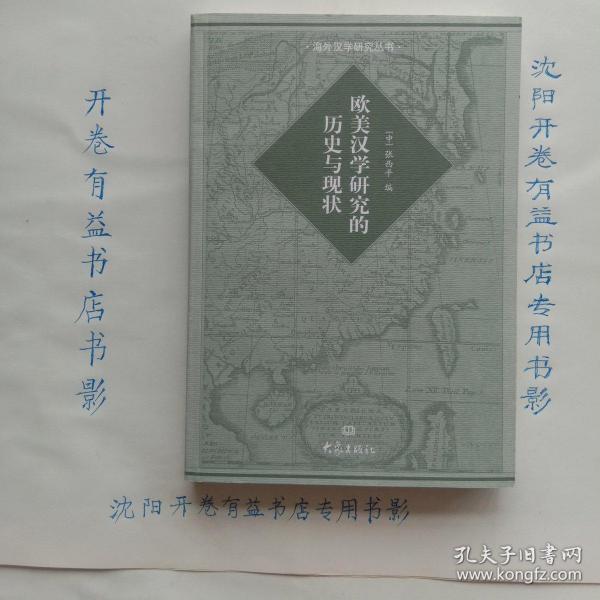 ·海外汉学研究丛书·
欧美汉学研究的
历史与现状
[中] 张西平 编
大象出版社
开卷有益书店书影
沈阳开卷有益书店专用书影
沈阳开卷有益书店专用书影
孔夫子旧书网
www.kongfz.com